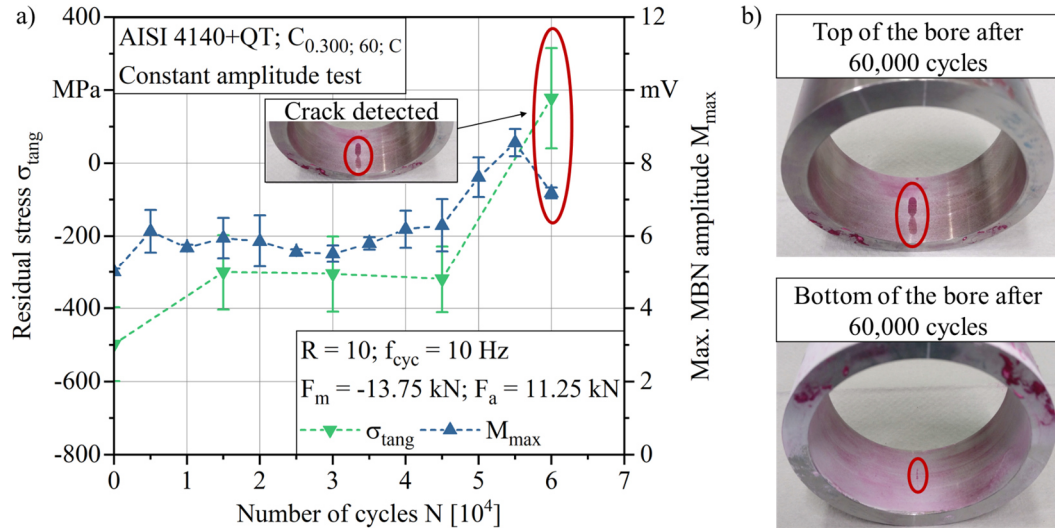 a)
400
200
MPa
0
-200
-400
-600
-800
Residual stress σtang
AISI 4140+QT; C0.300; 60; C
Constant amplitude test
Crack detected
R = 10; fcyc = 10 Hz
Fm = -13.75 kN; Fa = 11.25 kN
σtang Mmax
0 1 2 3 4 5 6 7
Number of cycles N [10⁴]
12
mV
8
6
4
2
0
Max. MBN amplitude Mmax
b)
Top of the bore after
60,000 cycles
Bottom of the bore after
60,000 cycles